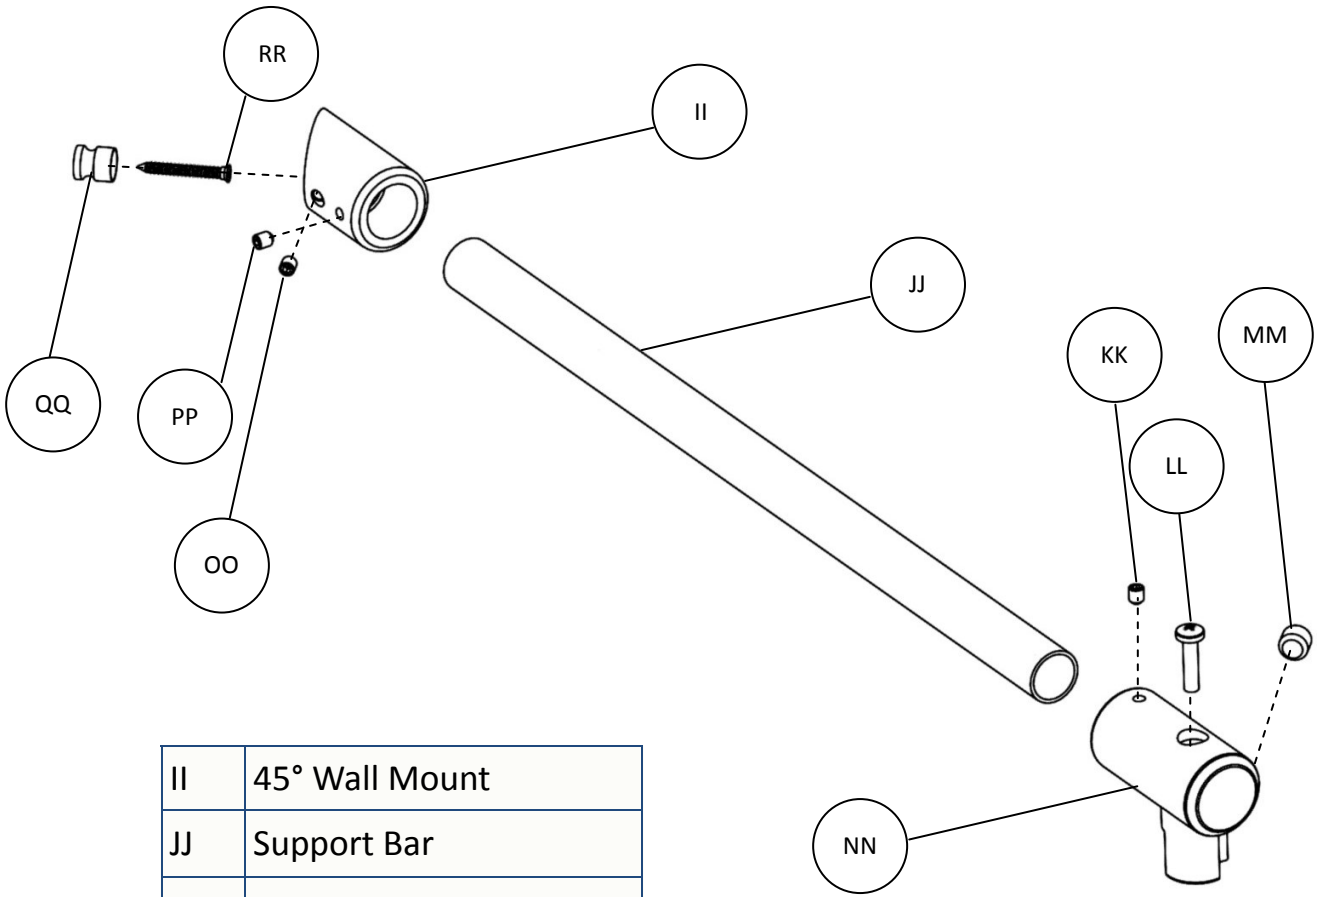 RR
II
JJ
KK
MM
QQ
PP
LL
OO
NN
II 45° Wall Mount
JJ Support Bar